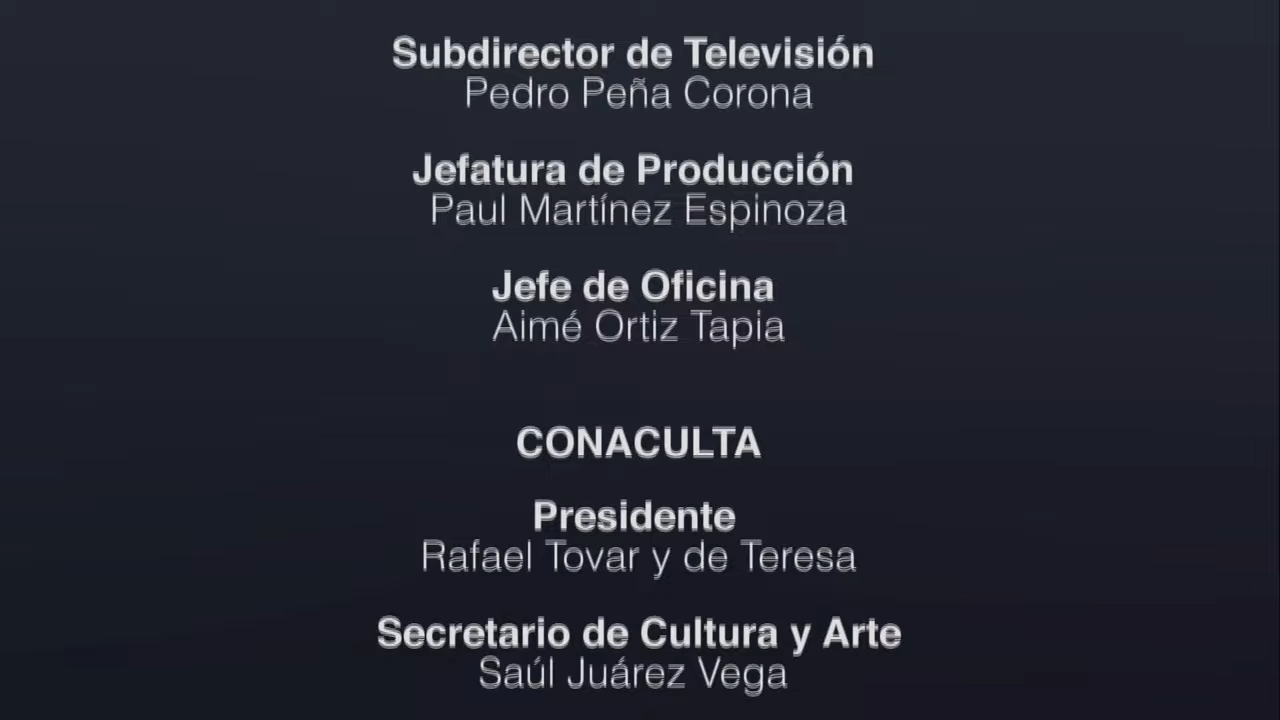 Subdirector de Televisión
Pedro Peña Corona
Jefatura de Producción
Paul Martínez Espinoza
Jefe de Oficina
Aimé Ortiz Tapia
CONACULTA
Presidente
Rafael Tovar y de Teresa
Secretario de Cultura y Arte
Saúl Juárez Vega